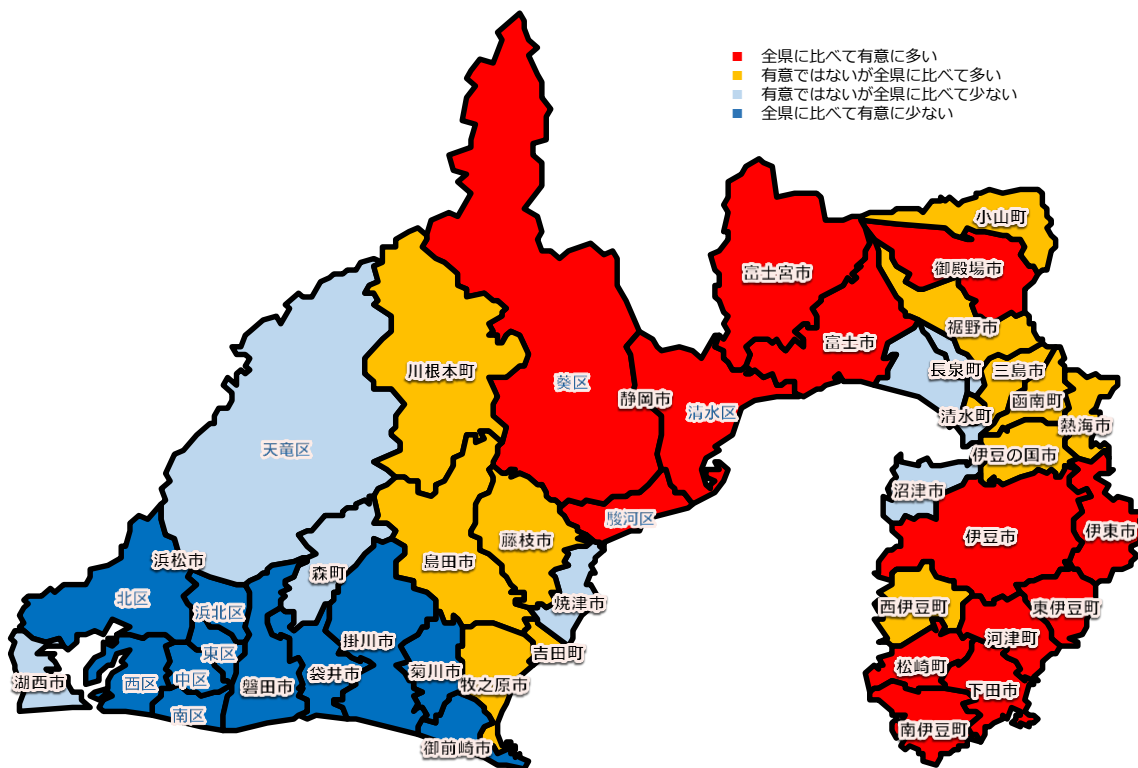 全県に比べて有意に多い
有意ではないが全県に比べて多い
有意ではないが全県に比べて少ない
全県に比べて有意に少ない
小山町
御殿場市
富士宮市
裾野市
富士市
長泉町
三島市
函南町
清水町
熱海市
伊豆の国市
沼津市
伊豆市
伊東市
西伊豆町
東伊豆町
河津町
松崎町
下田市
南伊豆町
川根本町
葵区
静岡市
清水区
駿河区
天竜区
藤枝市
島田市
浜松市
森町
焼津市
北区
浜北区
掛川市
東区
吉田町
湖西市
西区
中区
磐田市
袋井市
菊川市
牧之原市
南区
御前崎市